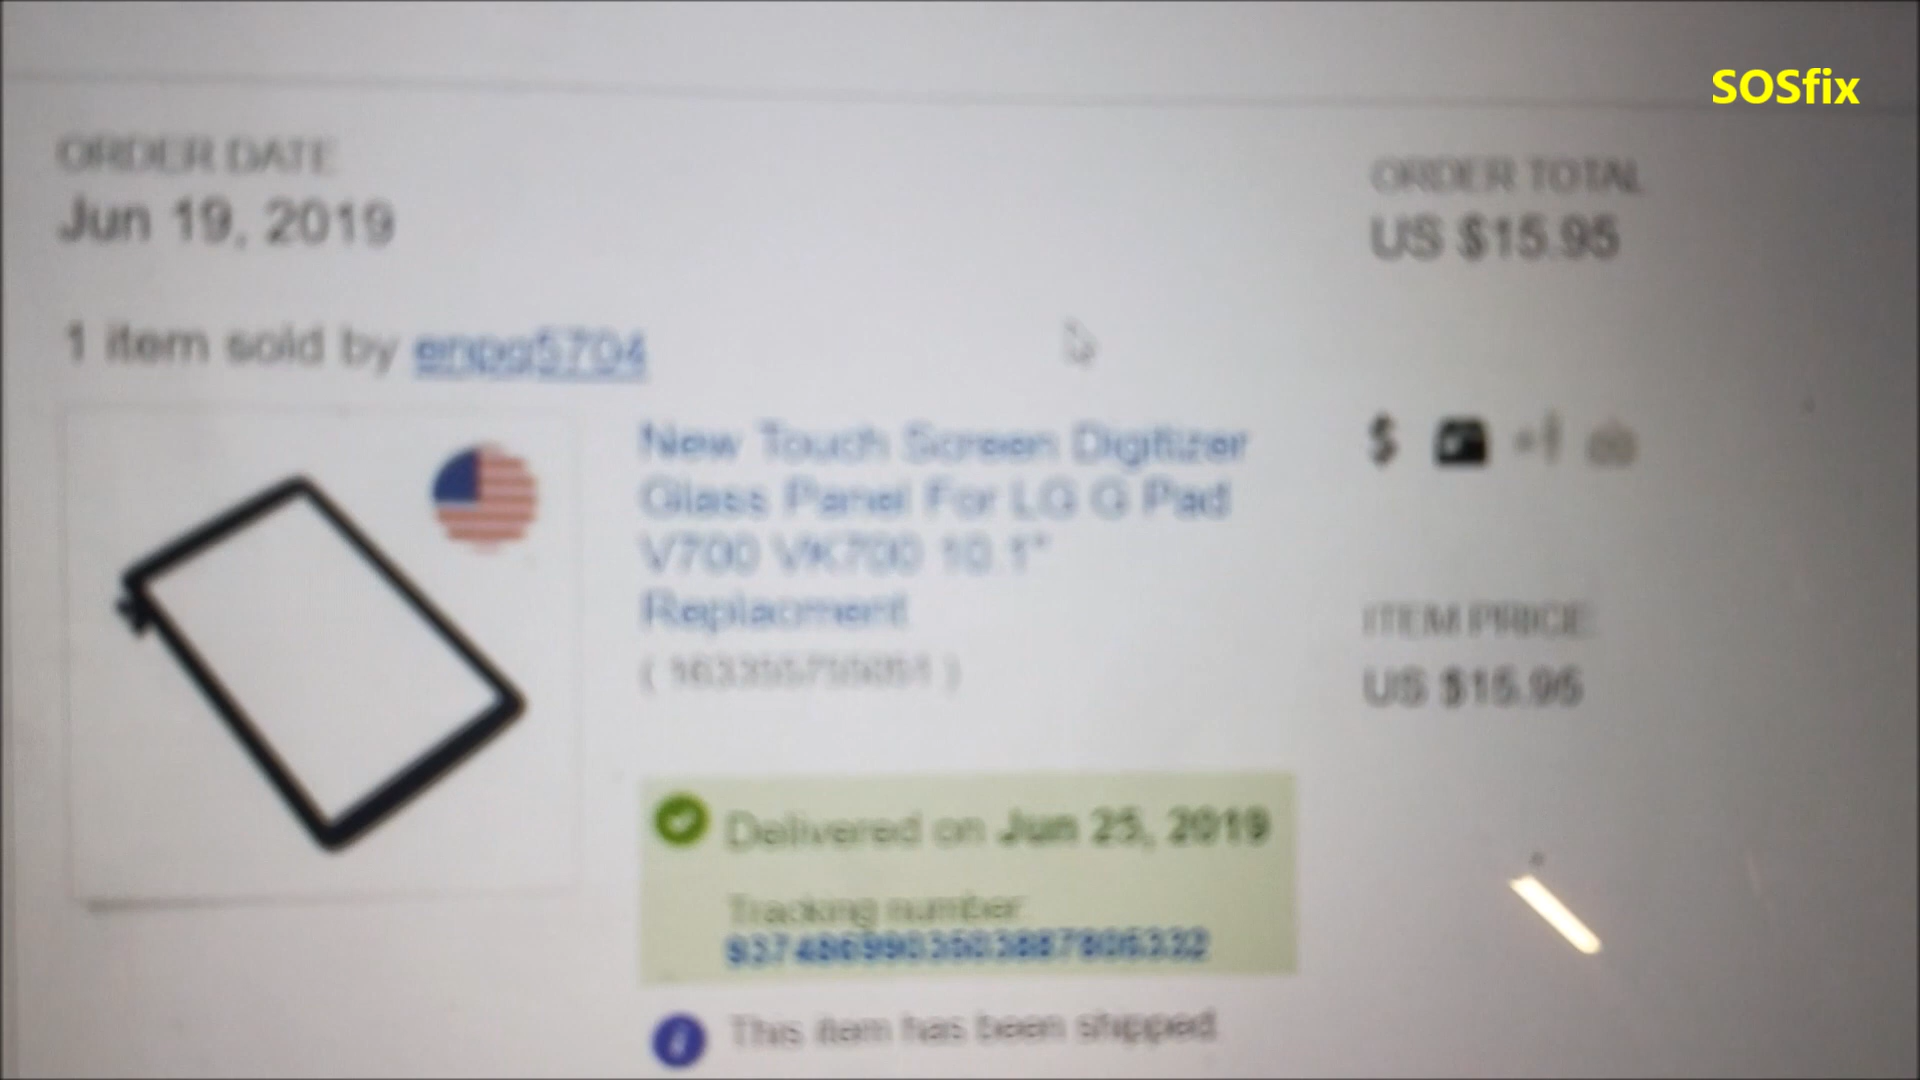 SOSfix
ORDER DATE
Jun 19, 2019
ORDER TOTAL
US $15.95
1 item sold by enpg5704
New Touch Screen Digitizer
Glass Panel For LG G Pad
V700 VK700 10.1"
Replacment
$
ITEM PRICE
US $15.95
Delivered on Jun 25, 2019
Tracking number
This item has been shipped.